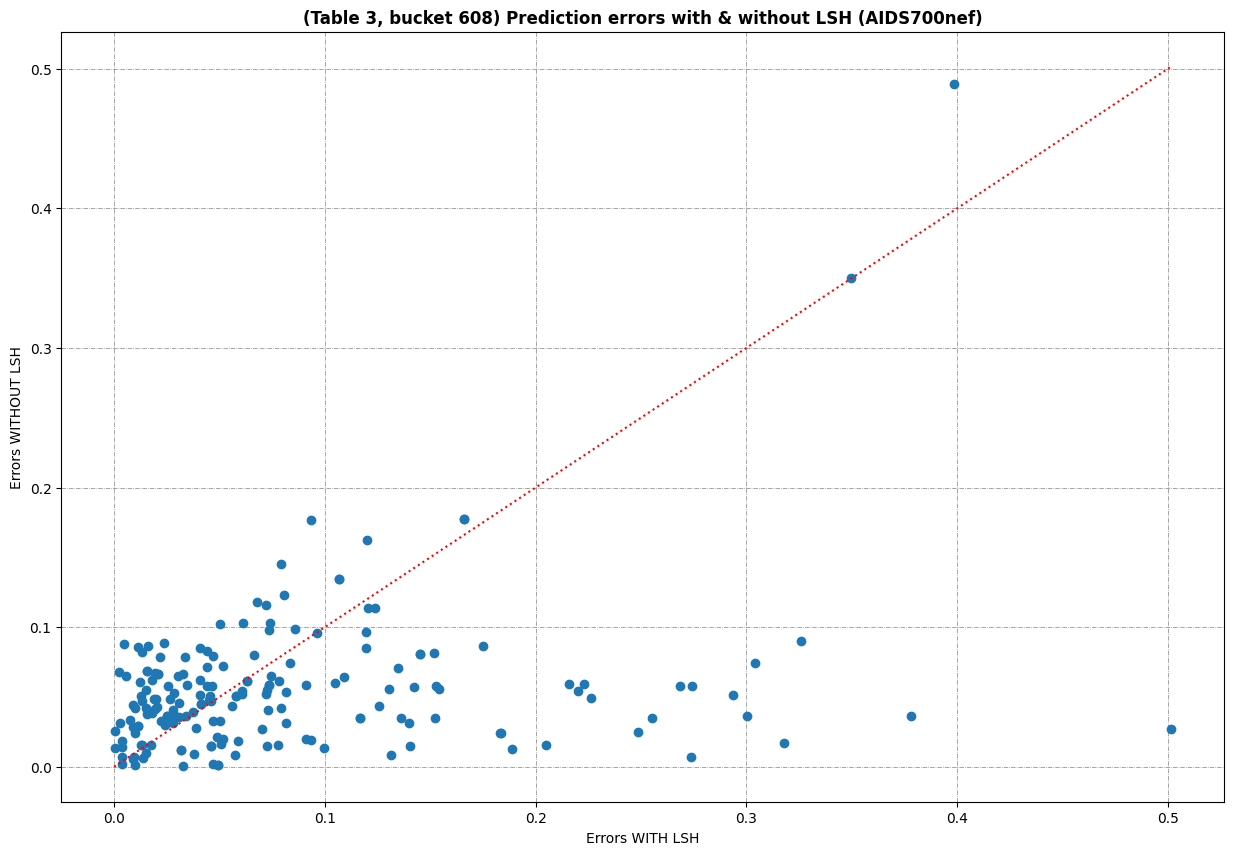 (Table 3, bucket 608) Prediction errors with & without LSH (AIDS700nef)
Errors WITHOUT LSH
0.5
0.4
0.3
0.2
0.1
0.0
0.0 0.1 0.2 0.3 0.4 0.5
Errors WITH LSH